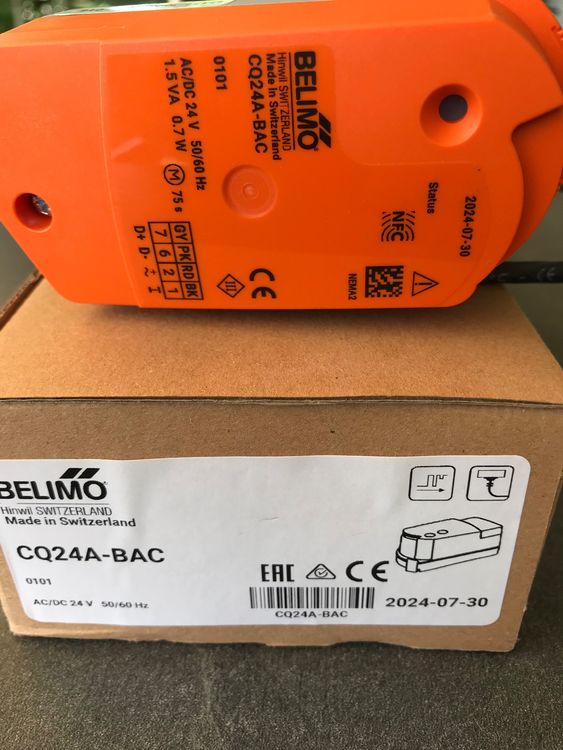 BELIMO
Hinwil SWITZERLAND
Made in Switzerland
CQ24A-BAC
0101
AC/DC 24 V 50/60 Hz
1.5 VA 0.7 W
M 75 s
GY PK RD BK
7 6 2 1
D+ D- ~ ⊥
2024-07-30
Status
NFC
NEMA2
III
CE
BELIMO
Hinwil SWITZERLAND
Made in Switzerland
CQ24A-BAC
0101
AC/DC 24 V 50/60 Hz
EAC CE
CQ24A-BAC
2024-07-30